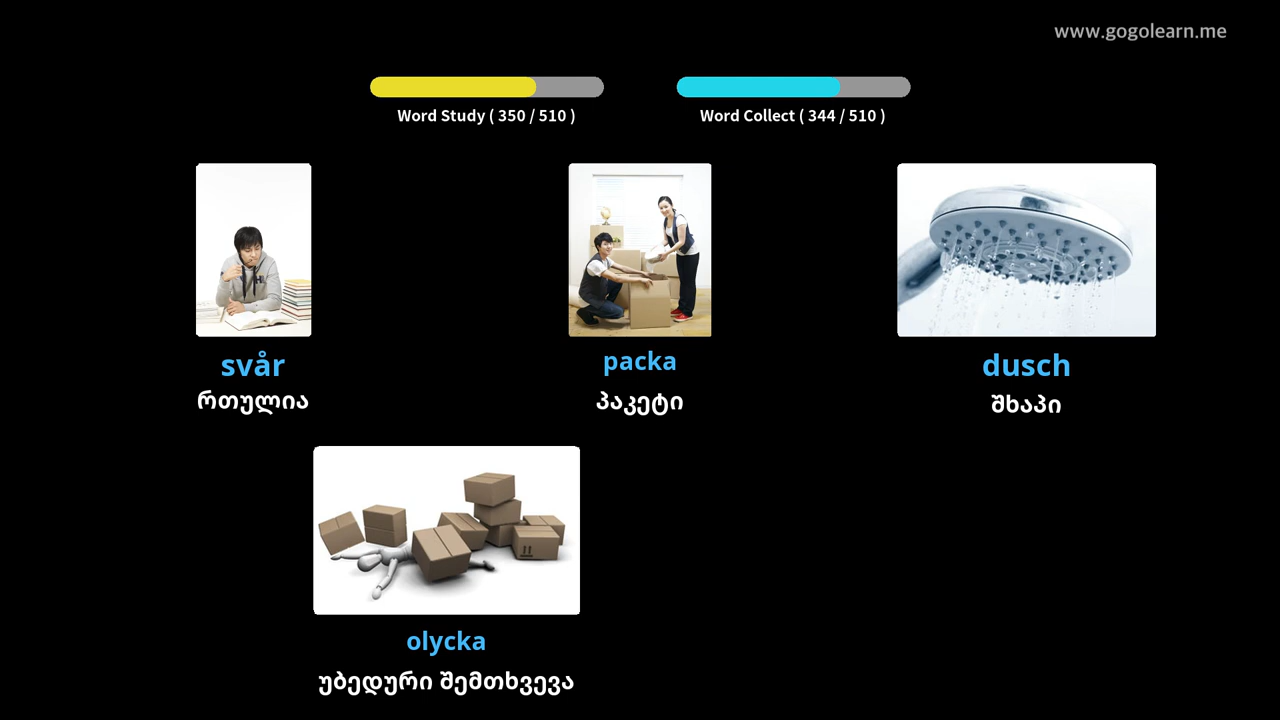 www.gogolearn.me
Word Study ( 350 / 510 )
Word Collect ( 344 / 510 )
svår
რთულია
packa
პაკეტი
dusch
შხაპი
olycka
უბედური შემთხვევა